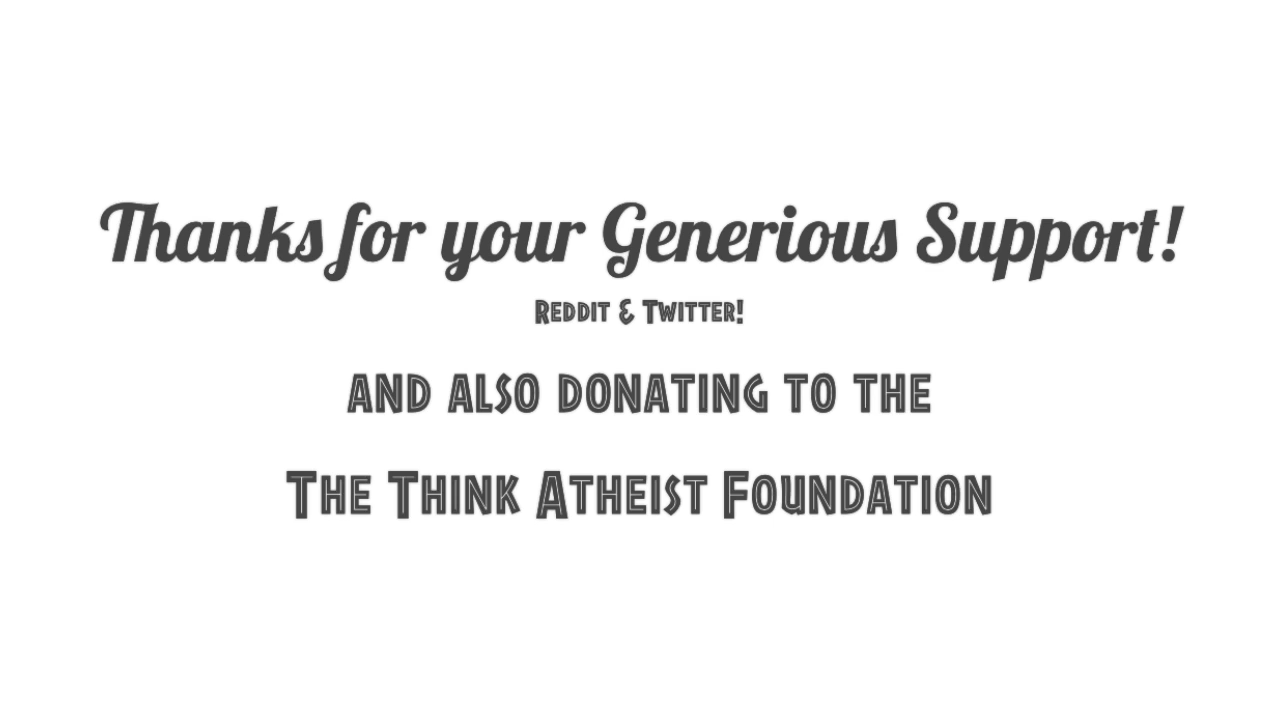 Thanks for your Generious Support!
Reddit & Twitter!
and also donating to the
The Think Atheist Foundation